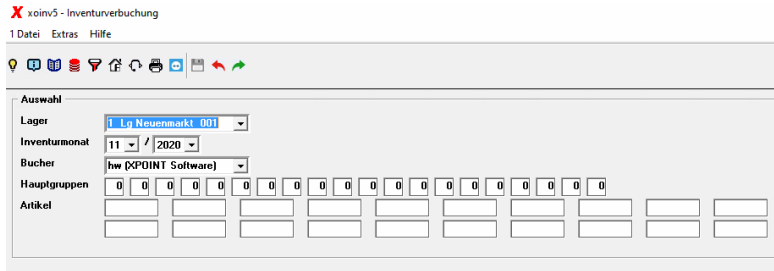 X xoinv5 - Inventurverbuchung
1 Datei Extras Hilfe
Auswahl
Lager 1 Lg Neuenmarkt 001
Inventurmonat 11 / 2020
Bucher hw (XPOINT Software)
Hauptgruppen 0 0 0 0 0 0 0 0 0 0 0 0 0 0 0 0 0 0 0 0
Artikel